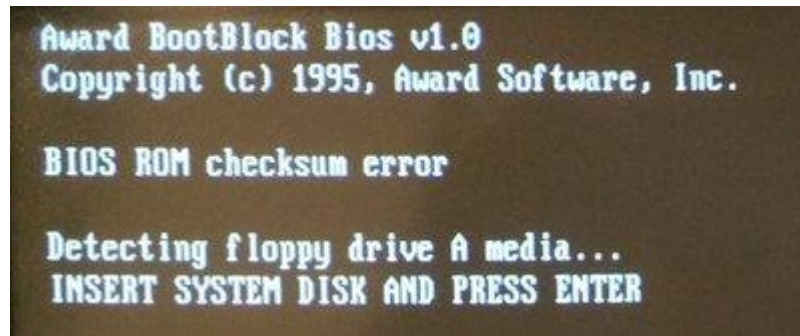 Award BootBlock Bios v1.0
Copyright (c) 1995, Award Software, Inc.
BIOS ROM checksum error
Detecting floppy drive A media...
INSERT SYSTEM DISK AND PRESS ENTER